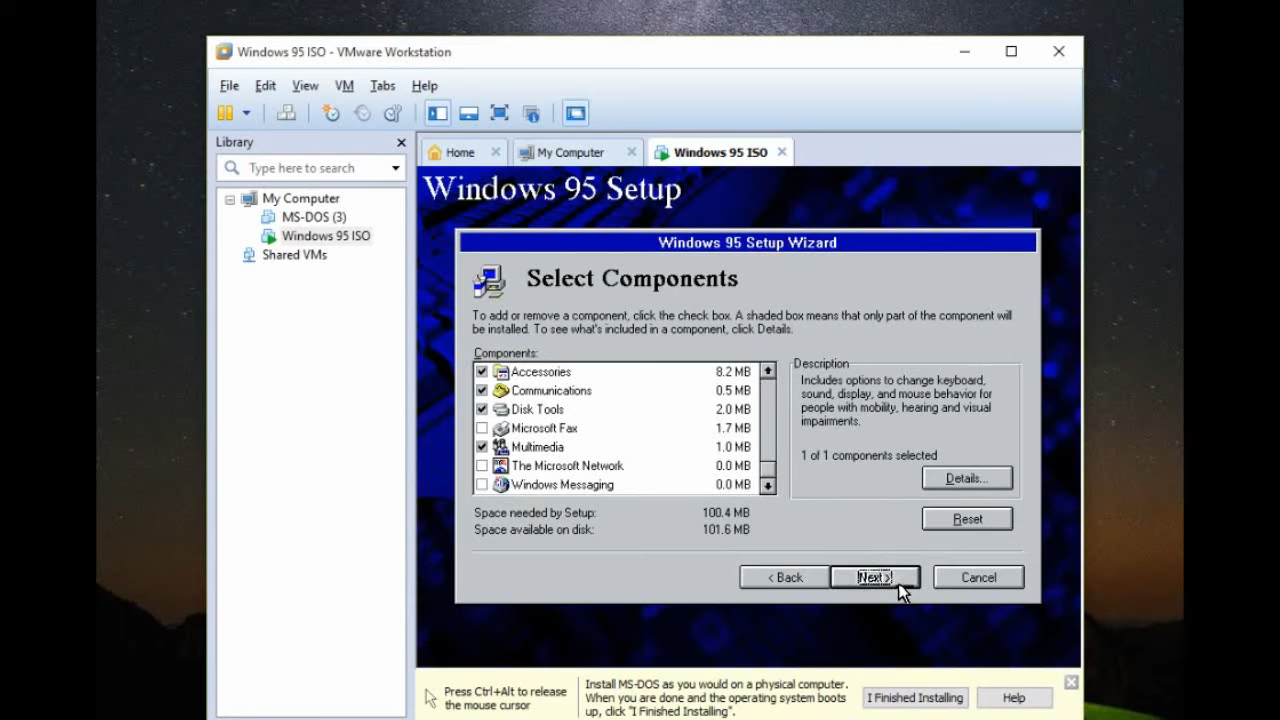 Windows 95 ISO - VMware Workstation
File Edit View VM Tabs Help
Library
Type here to search
My Computer
MS-DOS (3)
Windows 95 ISO
Shared VMs
Home
My Computer
Windows 95 ISO
Windows 95 Setup
Windows 95 Setup Wizard
Select Components
To add or remove a component, click the check box. A shaded box means that only part of the component will
be installed. To see what's included in a component, click Details.
Components:
Accessories 8.2 MB
Communications 0.5 MB
Disk Tools 2.0 MB
Microsoft Fax 1.7 MB
Multimedia 1.0 MB
The Microsoft Network 0.0 MB
Windows Messaging 0.0 MB
Space needed by Setup: 100.4 MB
Space available on disk: 101.6 MB
Description
Includes options to change keyboard,
sound, display, and mouse behavior for
people with mobility, hearing and visual
impairments.
1 of 1 components selected
Details...
Reset
< Back Next> Cancel
Press Ctrl+Alt to release
the mouse cursor
Install MS-DOS as you would on a physical computer.
When you are done and the operating system boots
up, click "I Finished Installing".
I Finished Installing Help